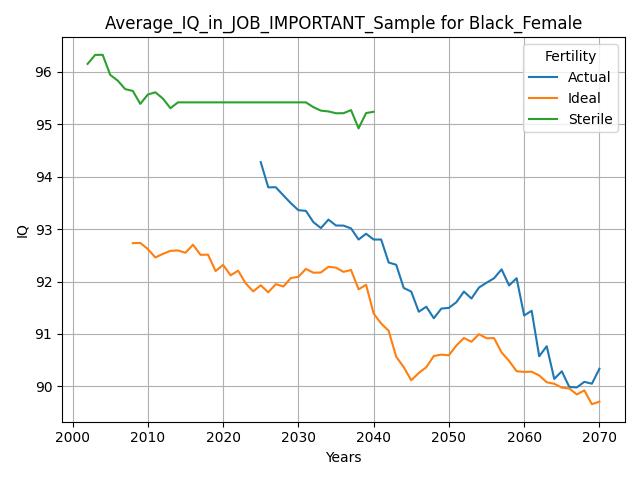 Average_IQ_in_JOB_IMPORTANT_Sample for Black_Female
Fertility
Actual
Ideal
Sterile
96
95
94
93
92
91
90
IQ
2000 2010 2020 2030 2040 2050 2060 2070
Years